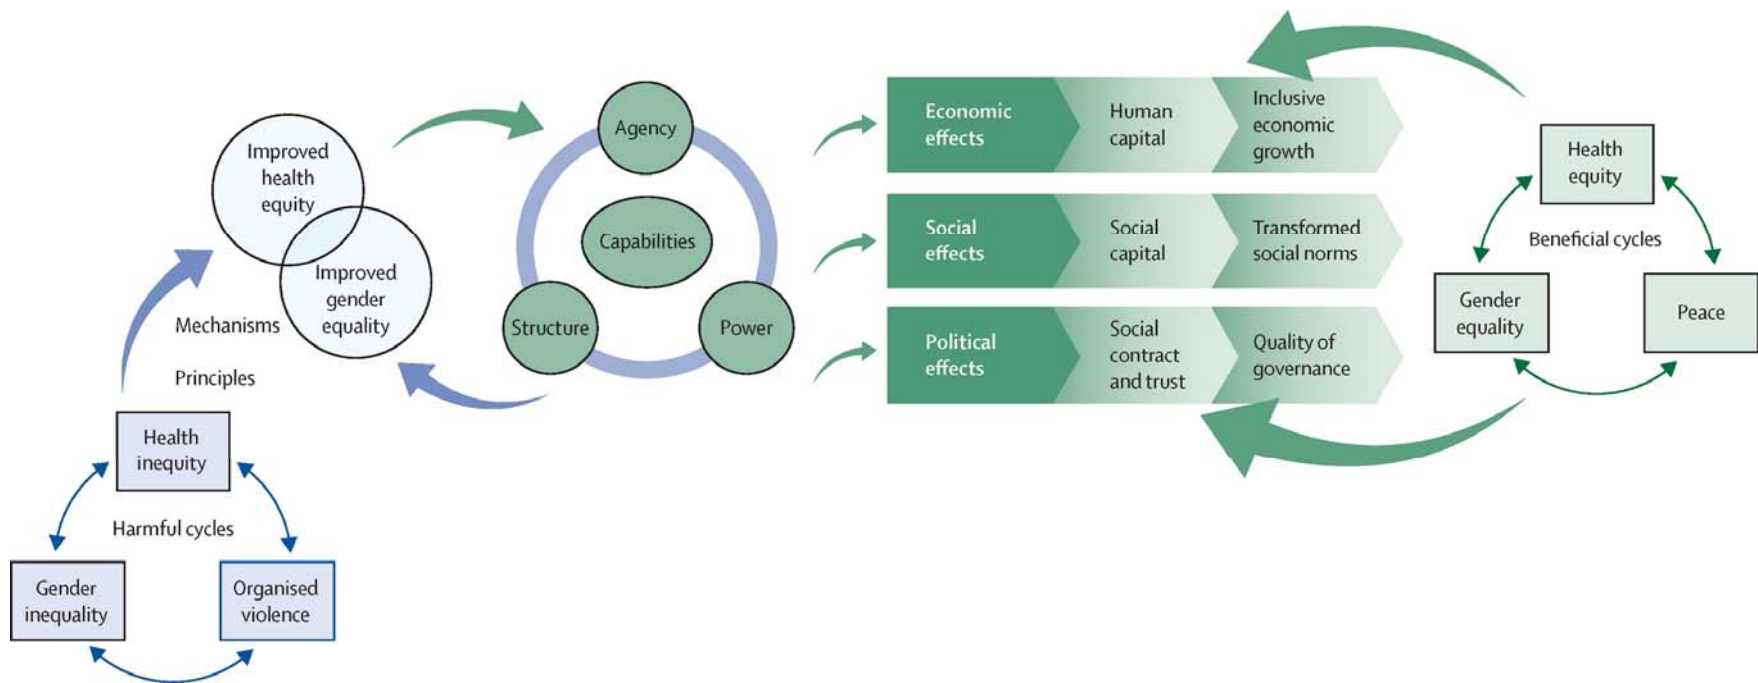 Improved
health
equity
Improved
gender
equality
Mechanisms
Principles
Health
inequity
Harmful cycles
Gender
inequality
Organised
violence
Agency
Capabilities
Structure
Power
Economic
effects
Human
capital
Inclusive
economic
growth
Social
effects
Social
capital
Transformed
social norms
Political
effects
Social
contract
and trust
Quality of
governance
Health
equity
Beneficial cycles
Gender
equality
Peace